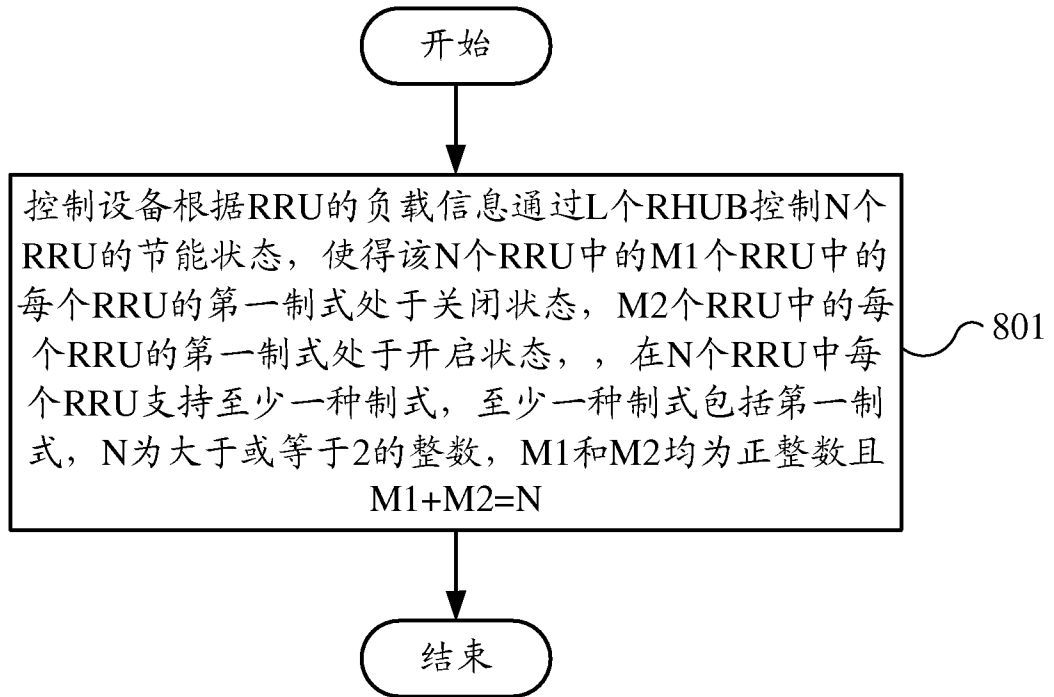 开始
控制设备根据RRU的负载信息通过L个RHUB控制N个
RRU的节能状态，使得该N个RRU中的M1个RRU中的
每个RRU的第一制式处于关闭状态，M2个RRU中的每
个RRU的第一制式处于开启状态，，在N个RRU中每
个RRU支持至少一种制式，至少一种制式包括第一制
式，N为大于或等于2的整数，M1和M2均为正整数且
M1+M2=N
801
结束